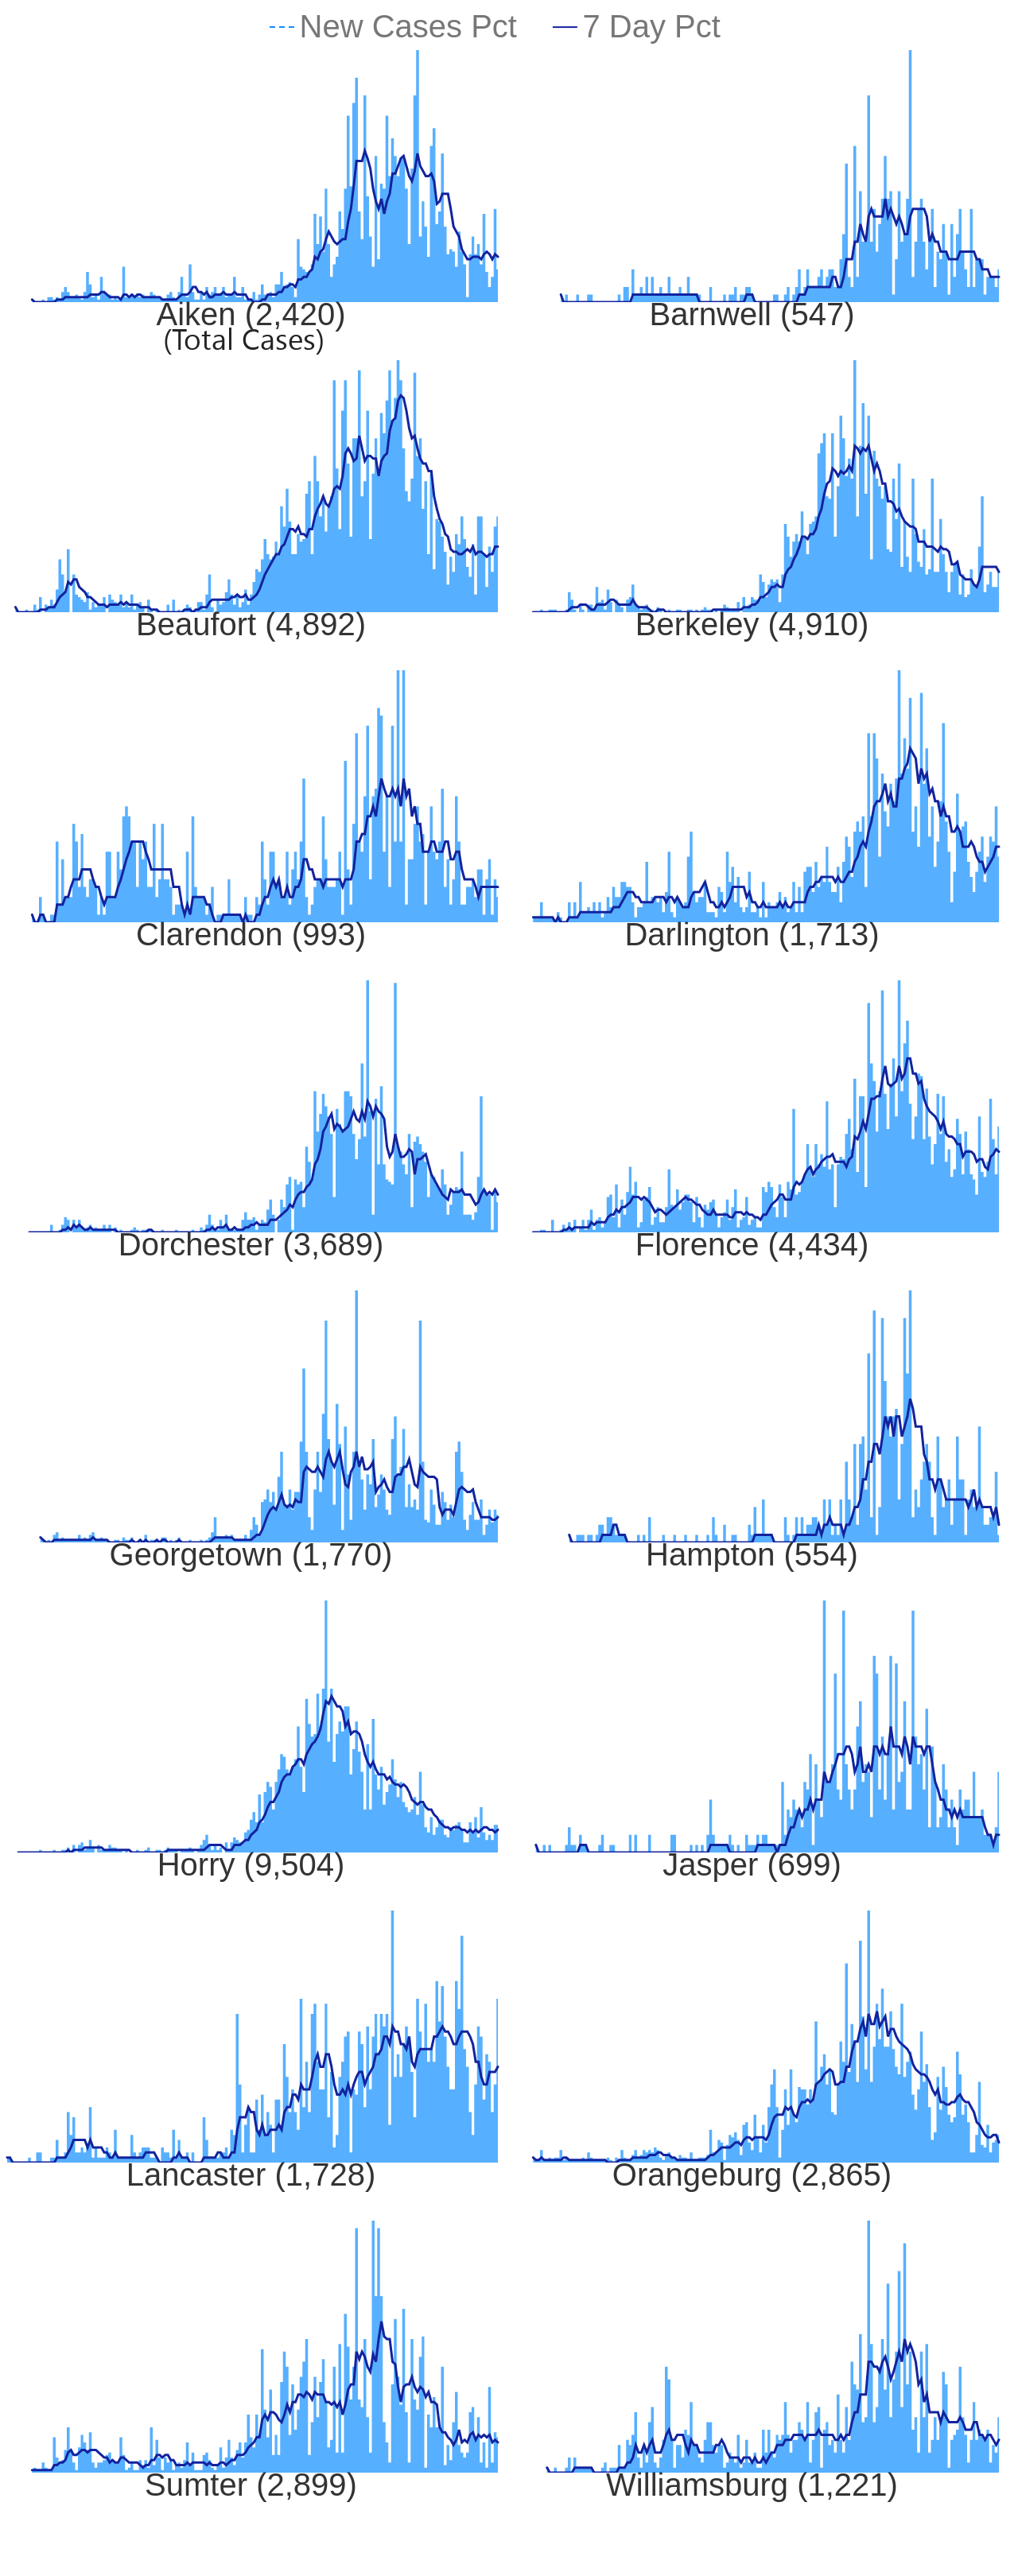 New Cases Pct 7 Day Pct
Aiken (2,420) Barnwell (547)
(Total Cases)
Beaufort (4,892) Berkeley (4,910)
Clarendon (993) Darlington (1,713)
Dorchester (3,689) Florence (4,434)
Georgetown (1,770) Hampton (554)
Horry (9,504) Jasper (699)
Lancaster (1,728) Orangeburg (2,865)
Sumter (2,899) Williamsburg (1,221)